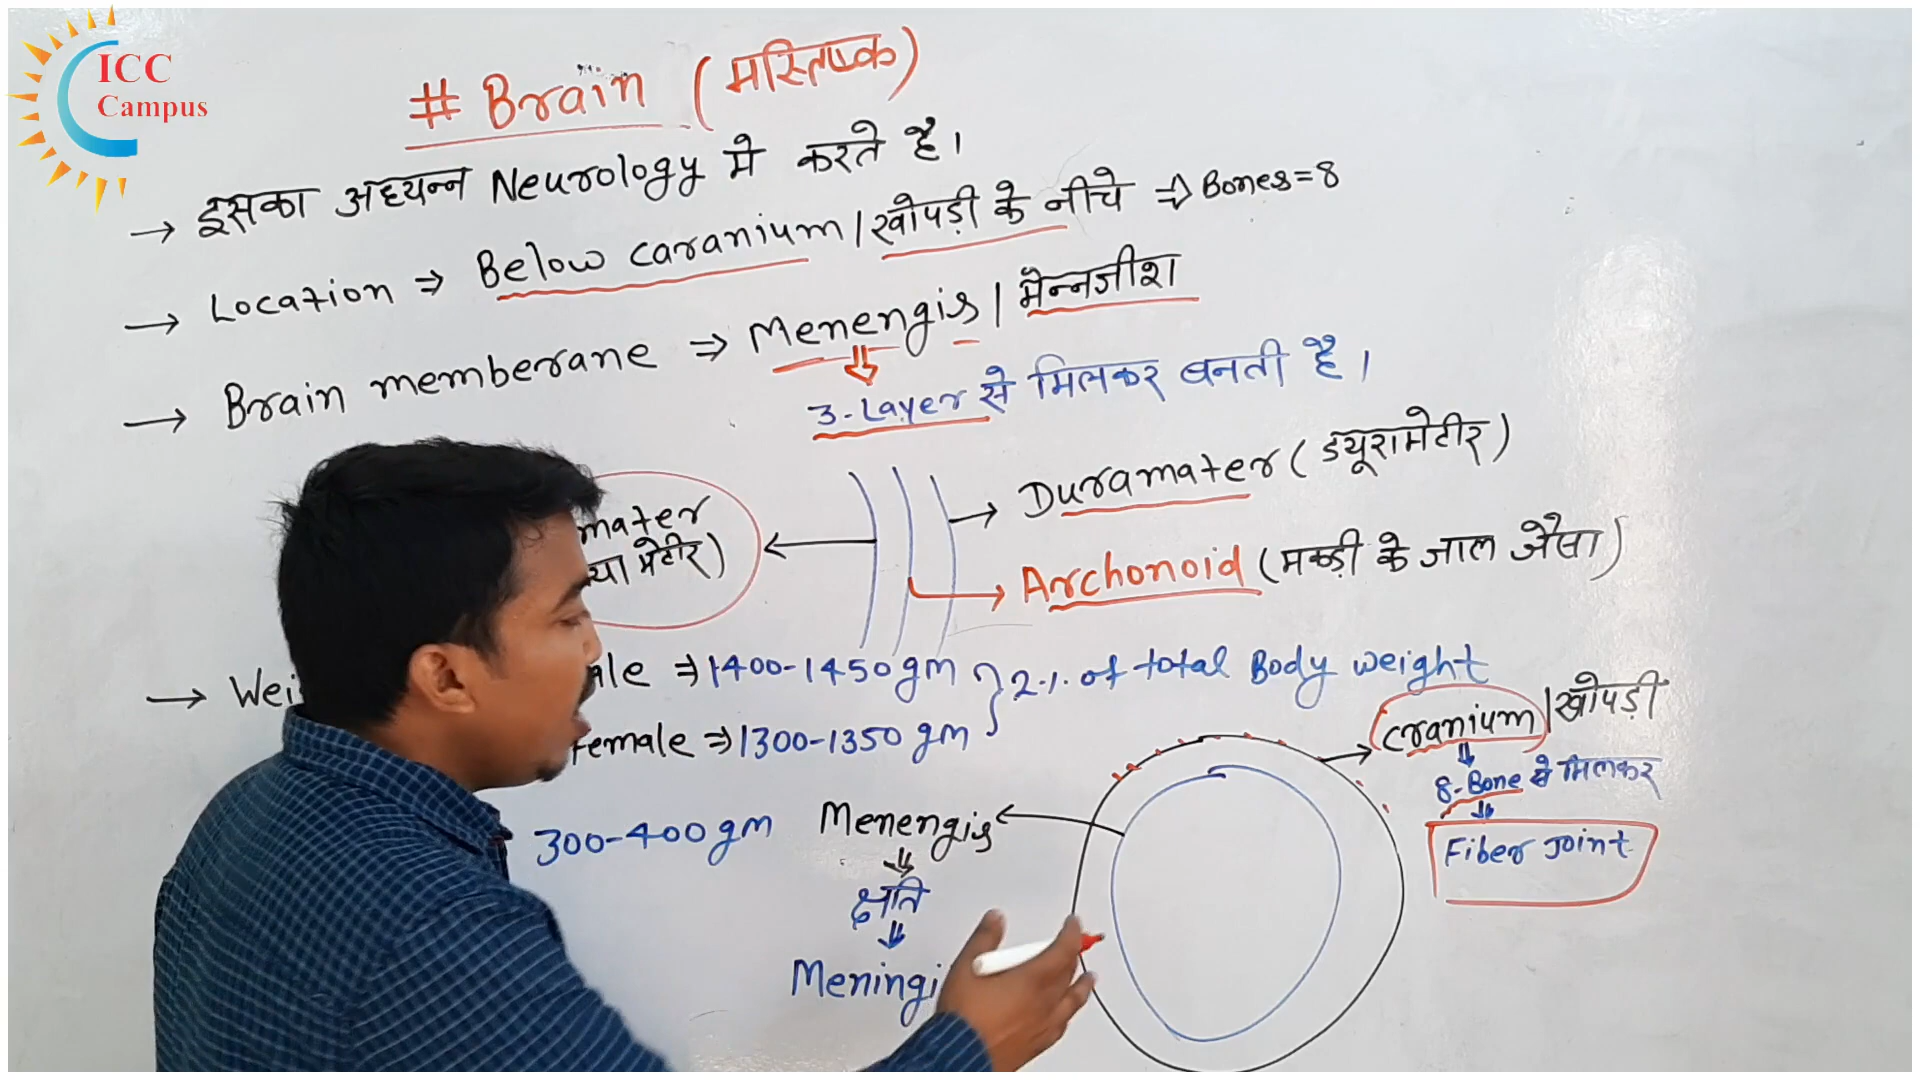 ICC
Campus
# Brain (मस्तिष्क)
→ इसका अध्यन्न Neurology मे करते है।
→ Location ⇒ Below caranium / खोपड़ी के नीचे ⇒ Bones=8
→ Brain memberane ⇒ Menengis / मैन्नजीश
3-Layer से मिलकर बनती है।
→ Duramater (ड्यूरामेटीर)
mater
या मेटीर)
→ Archonoid (मकड़ी के जाल जैसा)
→ Wei
ale ⇒ 1400-1450 gm } 2% of total Body weight
Female ⇒ 1300-1350 gm
cranium / खोपड़ी
8-Bone से मिलकर
Fiber Joint
300-400 gm
Menengis
क्षति
Meningi